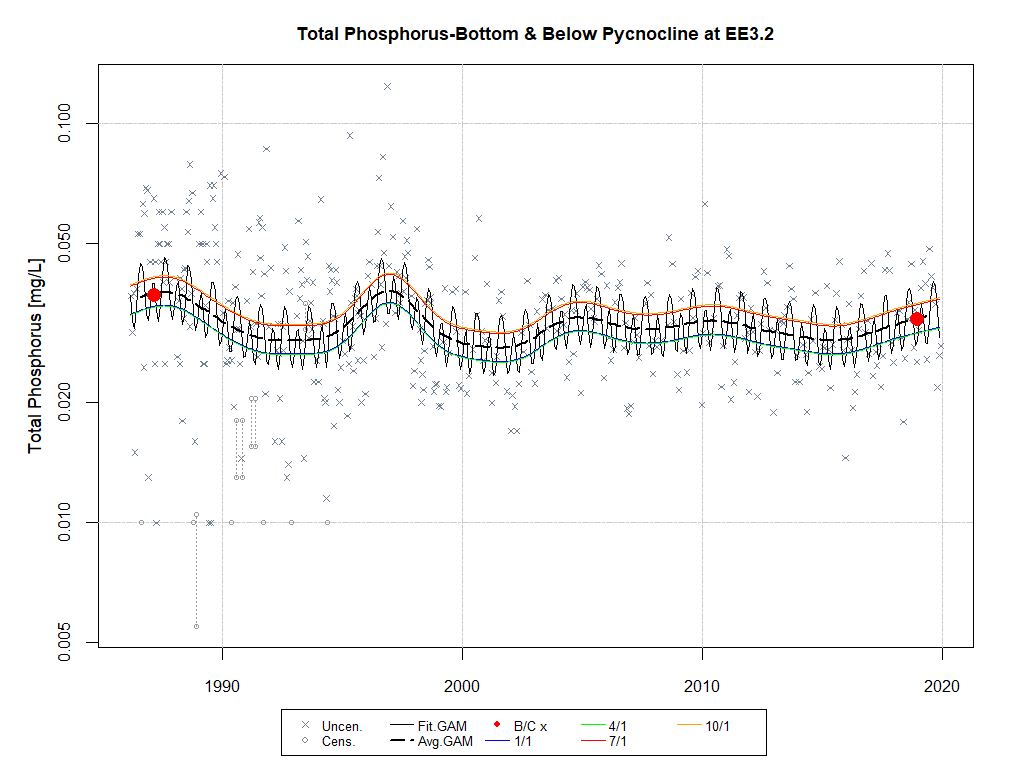 Total Phosphorus-Bottom & Below Pycnocline at EE3.2
Total Phosphorus [mg/L]
0.100
0.050
0.020
0.010
0.005
1990 2000 2010 2020
Uncen. Fit.GAM B/C x 4/1 10/1
Cens. Avg.GAM 1/1 7/1